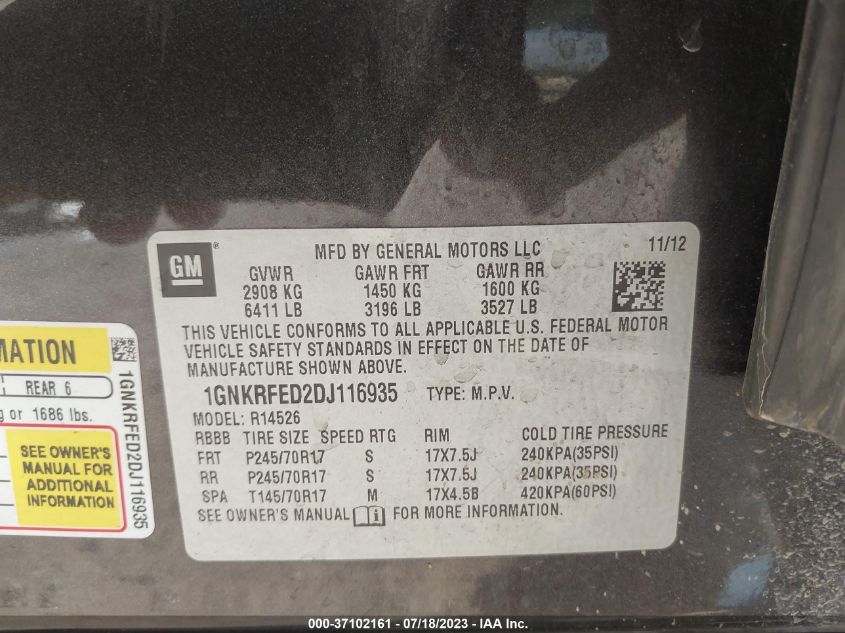 GM ®
MFD BY GENERAL MOTORS LLC 11/12
GVWR GAWR FRT GAWR RR
2908 KG 1450 KG 1600 KG
6411 LB 3196 LB 3527 LB
THIS VEHICLE CONFORMS TO ALL APPLICABLE U.S. FEDERAL MOTOR
VEHICLE SAFETY STANDARDS IN EFFECT ON THE DATE OF
MANUFACTURE SHOWN ABOVE.
1GNKRFED2DJ116935 TYPE: M.P.V.
MODEL: R14526
RBBB TIRE SIZE SPEED RTG RIM COLD TIRE PRESSURE
FRT P245/70R17 S 17X7.5J 240KPA(35PSI)
RR P245/70R17 S 17X7.5J 240KPA(35PSI)
SPA T145/70R17 M 17X4.5B 420KPA(60PSI)
SEE OWNER'S MANUAL FOR MORE INFORMATION.
MATION
REAR 6
or 1686 lbs.
SEE OWNER'S
MANUAL FOR
ADDITIONAL
INFORMATION
1GNKRFED2DJ116935
000-37102161 - 07/18/2023 - IAA Inc.